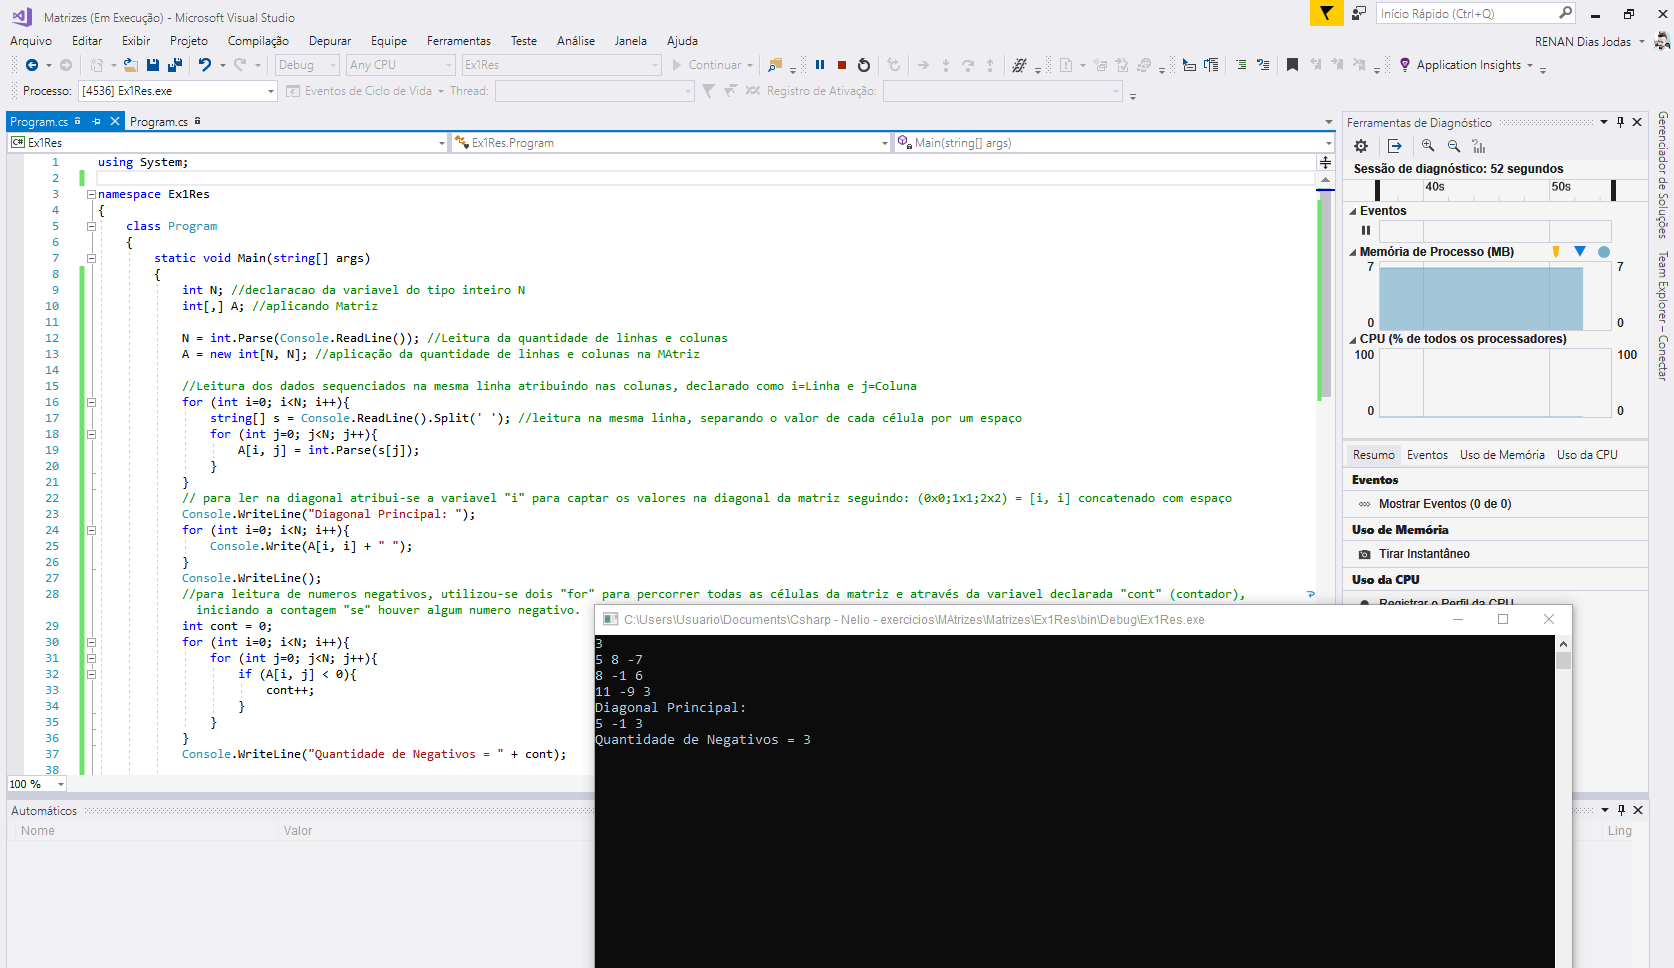 Matrizes (Em Execução) - Microsoft Visual Studio
Início Rápido (Ctrl+Q)
Arquivo Editar Exibir Projeto Compilação Depurar Equipe Ferramentas Teste Análise Janela Ajuda
RENAN Dias Jodas
Debug Any CPU Ex1Res Continuar Application Insights
Processo: [4536] Ex1Res.exe Eventos de Ciclo de Vida Thread: Registro de Ativação:
Program.cs Program.cs
C# Ex1Res Ex1Res.Program Main(string[] args)
1 using System;
2
3 namespace Ex1Res
4 {
5 class Program
6 {
7 static void Main(string[] args)
8 {
9 int N; //declaracao da variavel do tipo inteiro N
10 int[,] A; //aplicando Matriz
11
12 N = int.Parse(Console.ReadLine()); //Leitura da quantidade de linhas e colunas
13 A = new int[N, N]; //aplicação da quantidade de linhas e colunas na MAtriz
14
15 //Leitura dos dados sequenciados na mesma linha atribuindo nas colunas, declarado como i=Linha e j=Coluna
16 for (int i=0; i<N; i++){
17 string[] s = Console.ReadLine().Split(' '); //leitura na mesma linha, separando o valor de cada célula por um espaço
18 for (int j=0; j<N; j++){
19 A[i, j] = int.Parse(s[j]);
20 }
21 }
22 // para ler na diagonal atribui-se a variavel "i" para captar os valores na diagonal da matriz seguindo: (0x0;1x1;2x2) = [i, i] concatenado com espaço
23 Console.WriteLine("Diagonal Principal: ");
24 for (int i=0; i<N; i++){
25 Console.Write(A[i, i] + " ");
26 }
27 Console.WriteLine();
28 //para leitura de numeros negativos, utilizou-se dois "for" para percorrer todas as células da matriz e através da variavel declarada "cont" (contador),
iniciando a contagem "se" houver algum numero negativo.
29 int cont = 0;
30 for (int i=0; i<N; i++){
31 for (int j=0; j<N; j++){
32 if (A[i, j] < 0){
33 cont++;
34 }
35 }
36 }
37 Console.WriteLine("Quantidade de Negativos = " + cont);
38
100 %
Automáticos
Nome Valor
Ling
C:\Users\Usuario\Documents\Csharp - Nelio - exercicios\MAtrizes\Matrizes\Ex1Res\bin\Debug\Ex1Res.exe
3
5 8 -7
8 -1 6
11 -9 3
Diagonal Principal:
5 -1 3
Quantidade de Negativos = 3
Ferramentas de Diagnóstico
Sessão de diagnóstico: 52 segundos
40s 50s
Eventos
Memória de Processo (MB)
7 7
0 0
CPU (% de todos os processadores)
100 100
0 0
Resumo Eventos Uso de Memória Uso da CPU
Eventos
Mostrar Eventos (0 de 0)
Uso de Memória
Tirar Instantâneo
Uso da CPU
Registrar o Perfil da CPU
Gerenciador de Soluções
Team Explorer – Conectar